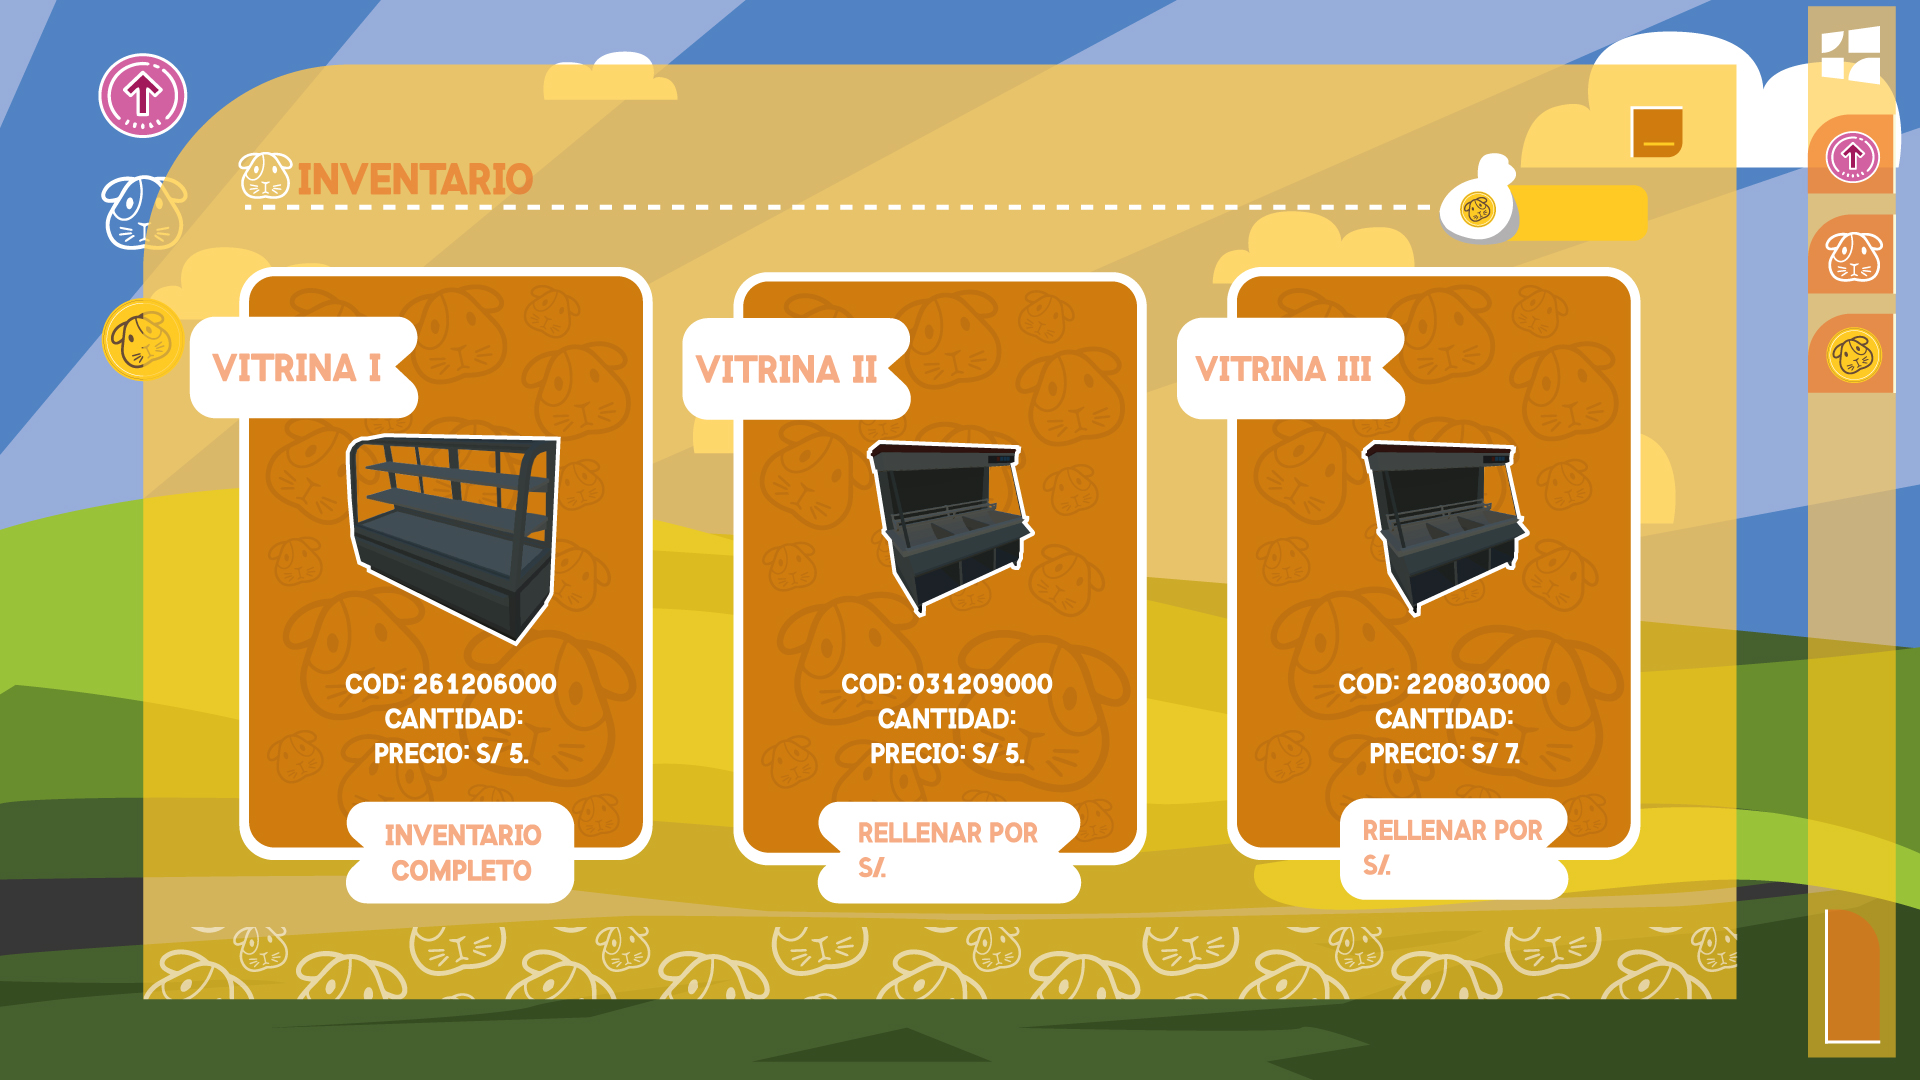 INVENTARIO
VITRINA I
COD: 261206000
CANTIDAD:
PRECIO: S/ 5.
INVENTARIO
COMPLETO
VITRINA II
COD: 031209000
CANTIDAD:
PRECIO: S/ 5.
RELLENAR POR
S/.
VITRINA III
COD: 220803000
CANTIDAD:
PRECIO: S/ 7.
RELLENAR POR
S/.